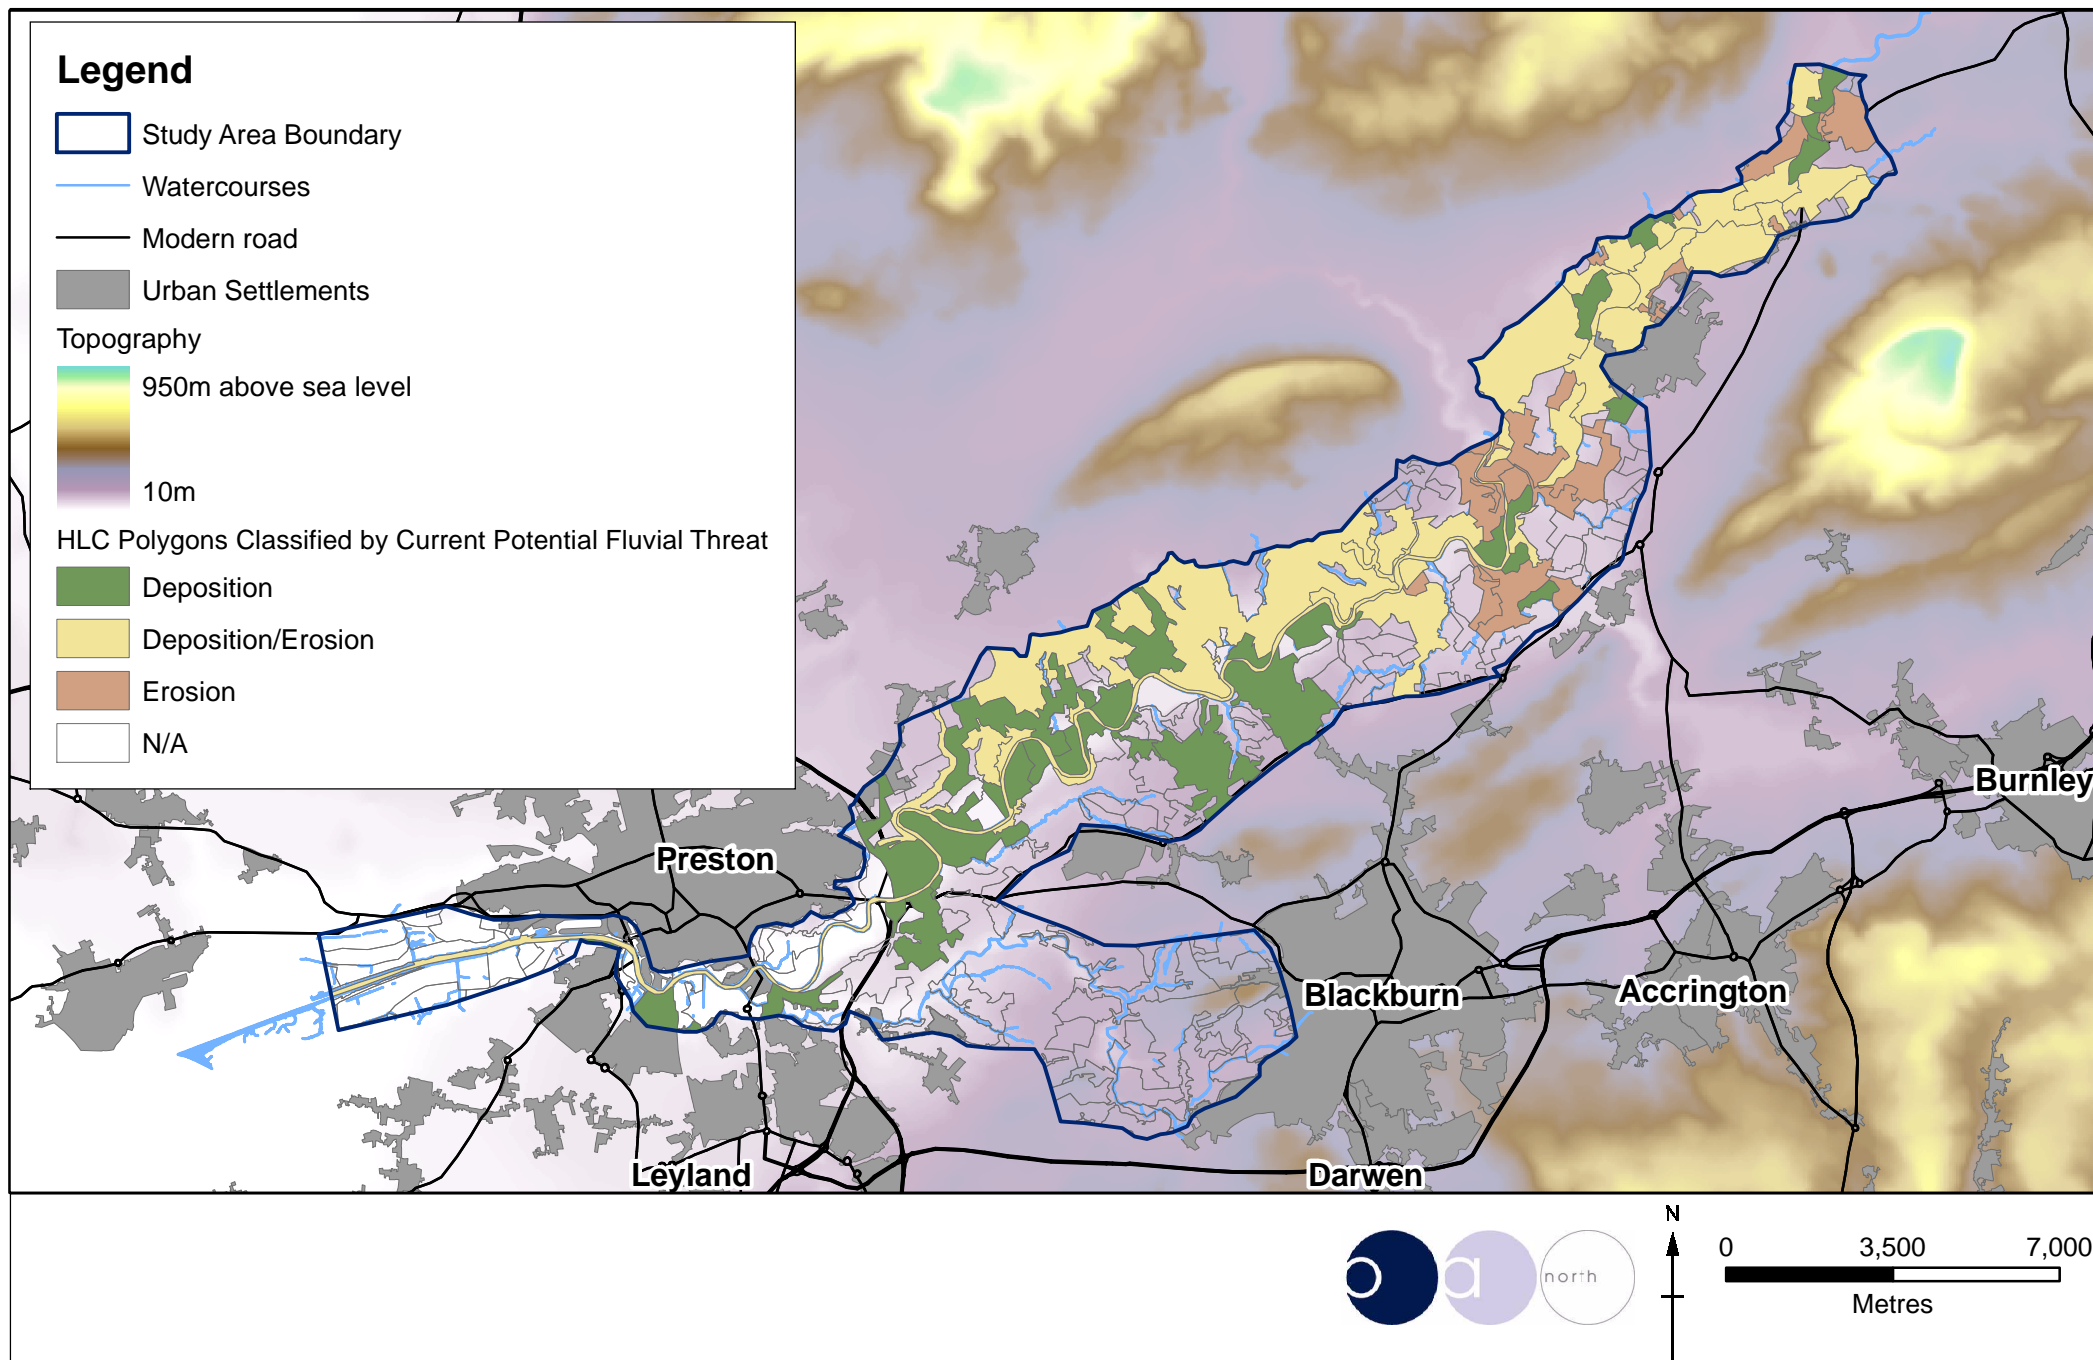 Legend
Study Area Boundary
Watercourses
Modern road
Urban Settlements
Topography
950m above sea level
10m
HLC Polygons Classified by Current Potential Fluvial Threat
Deposition
Deposition/Erosion
Erosion
N/A
Preston
Burnley
Blackburn
Accrington
Leyland
Darwen
o a north
N
0 3,500 7,000
Metres